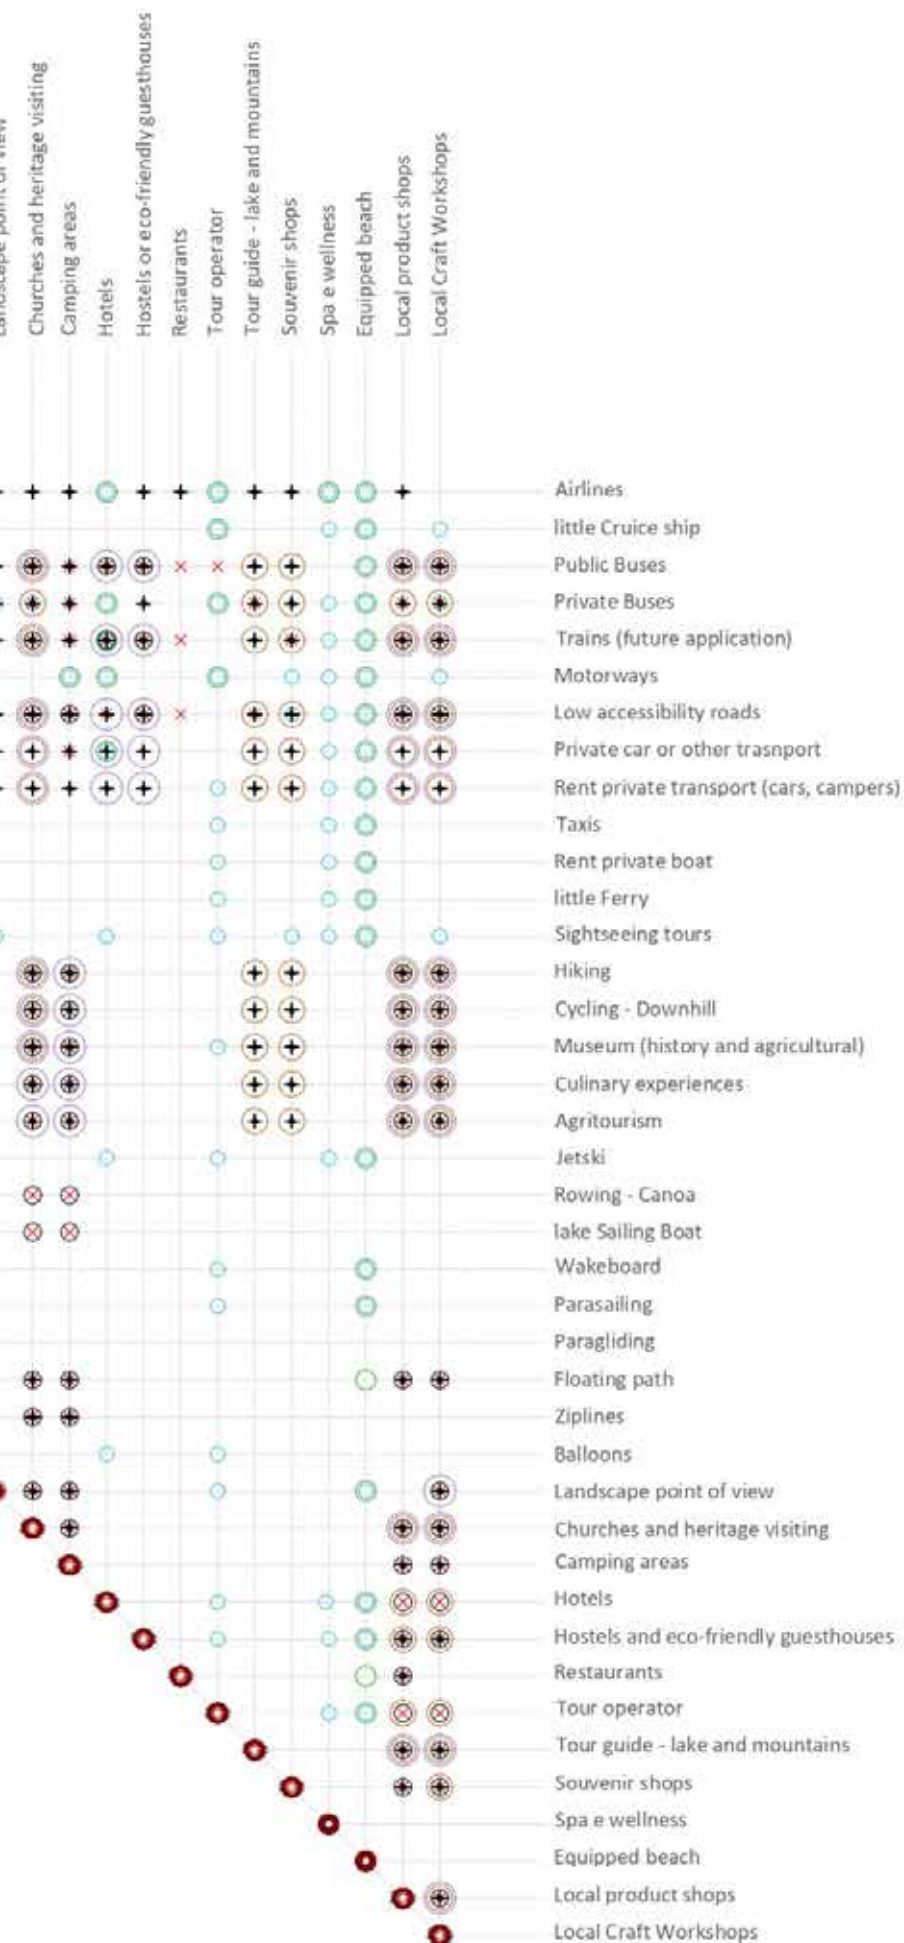 Landscape point of view
Churches and heritage visiting
Camping areas
Hotels
Hostels or eco-friendly guesthouses
Restaurants
Tour operator
Tour guide - lake and mountains
Souvenir shops
Spa e wellness
Equipped beach
Local product shops
Local Craft Workshops
Airlines
little Cruice ship
Public Buses
Private Buses
Trains (future application)
Motorways
Low accessibility roads
Private car or other trasnport
Rent private transport (cars, campers)
Taxis
Rent private boat
little Ferry
Sightseeing tours
Hiking
Cycling - Downhill
Museum (history and agricultural)
Culinary experiences
Agritourism
Jetski
Rowing - Canoa
lake Sailing Boat
Wakeboard
Parasailing
Paragliding
Floating path
Ziplines
Balloons
Landscape point of view
Churches and heritage visiting
Camping areas
Hotels
Hostels and eco-friendly guesthouses
Restaurants
Tour operator
Tour guide - lake and mountains
Souvenir shops
Spa e wellness
Equipped beach
Local product shops
Local Craft Workshops